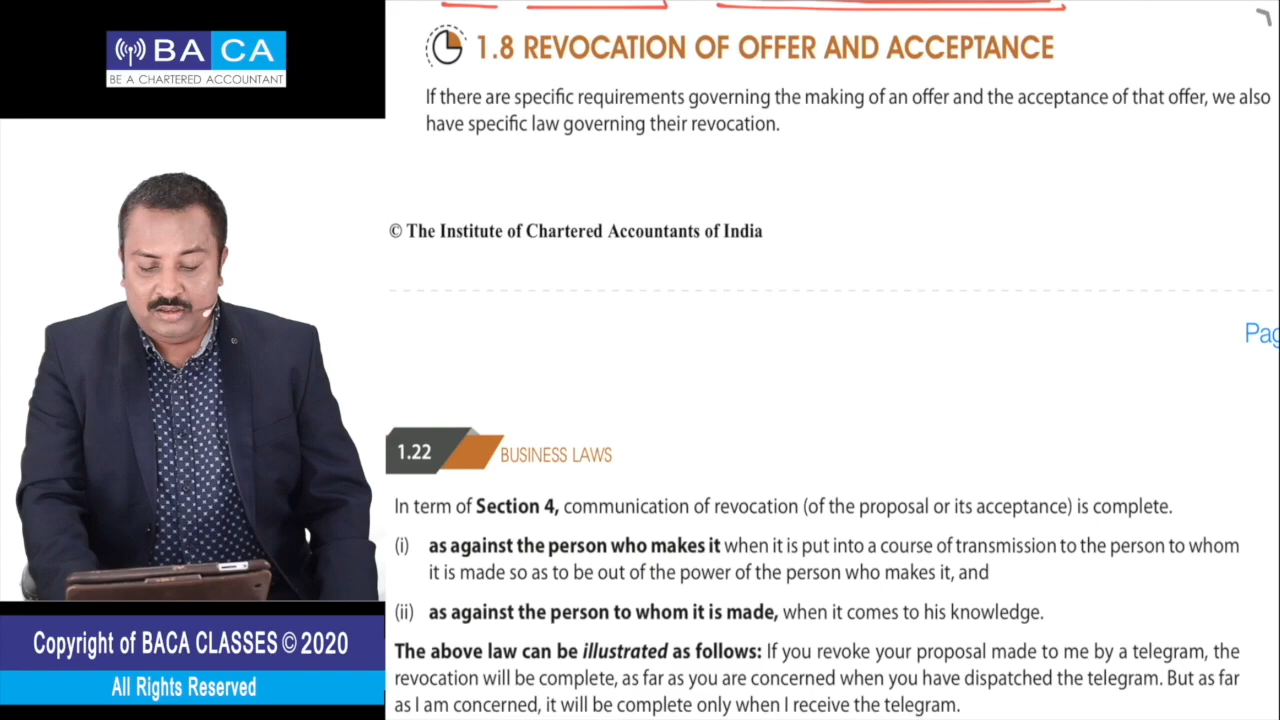 BA CA
BE A CHARTERED ACCOUNTANT
1.8 REVOCATION OF OFFER AND ACCEPTANCE
If there are specific requirements governing the making of an offer and the acceptance of that offer, we also
have specific law governing their revocation.
© The Institute of Chartered Accountants of India
Pag
1.22 BUSINESS LAWS
In term of Section 4, communication of revocation (of the proposal or its acceptance) is complete.
(i) as against the person who makes it when it is put into a course of transmission to the person to whom
it is made so as to be out of the power of the person who makes it, and
(ii) as against the person to whom it is made, when it comes to his knowledge.
The above law can be illustrated as follows: If you revoke your proposal made to me by a telegram, the
revocation will be complete, as far as you are concerned when you have dispatched the telegram. But as far
as I am concerned, it will be complete only when I receive the telegram.
Copyright of BACA CLASSES © 2020
All Rights Reserved